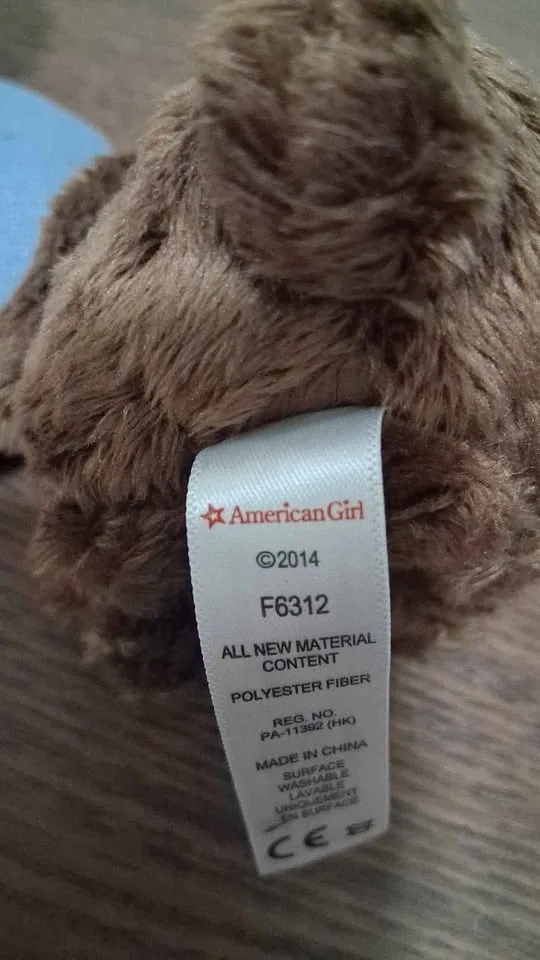 American Girl
©2014
F6312
ALL NEW MATERIAL
CONTENT
POLYESTER FIBER
REG. NO.
PA-11392 (HK)
MADE IN CHINA
SURFACE
WASHABLE
LAVABLE
UNIQUEMENT
EN SURFACE
CE